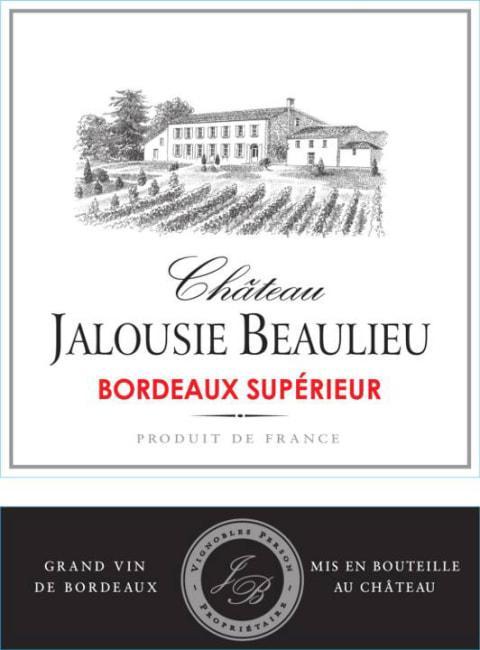 Château
JALOUSIE BEAULIEU
BORDEAUX SUPÉRIEUR
PRODUIT DE FRANCE
GRAND VIN
DE BORDEAUX
VIGNOBLES PERSON
JB
PROPRIÉTAIRE
MIS EN BOUTEILLE
AU CHÂTEAU